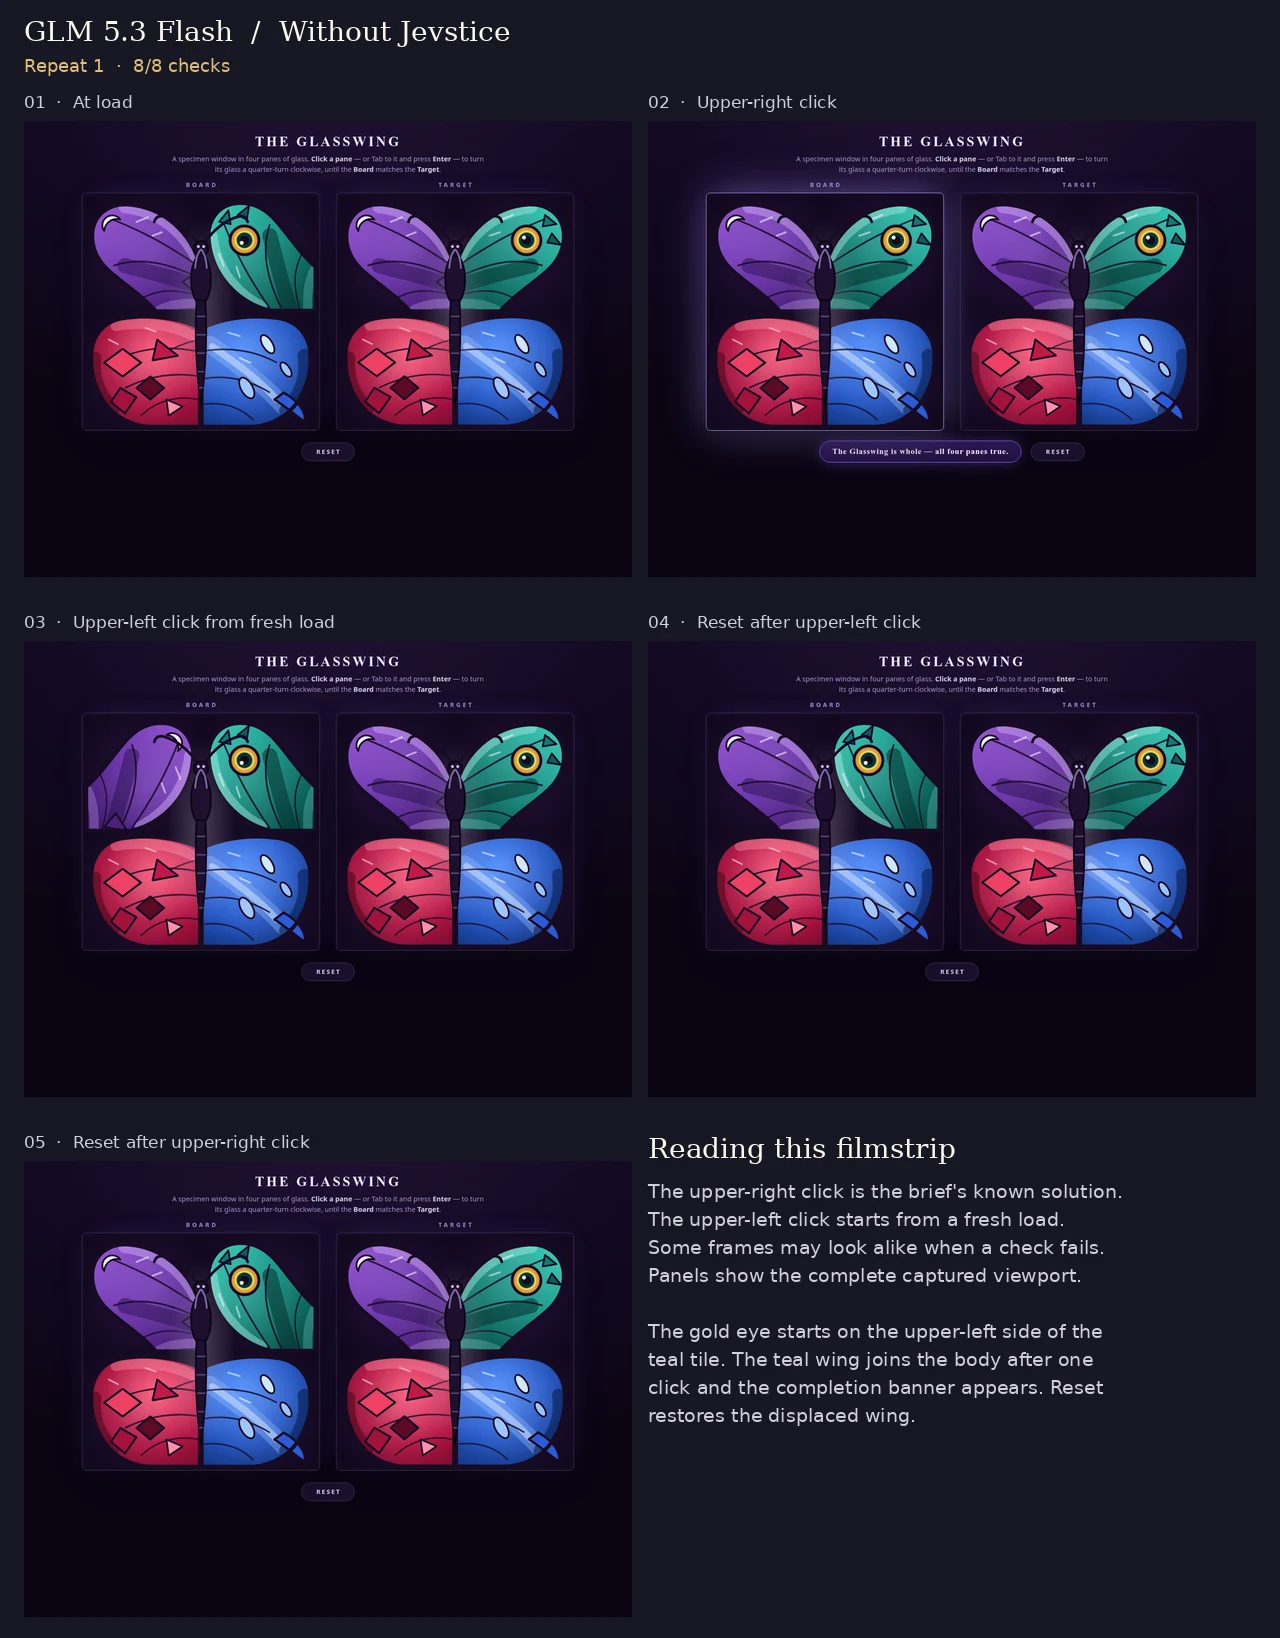 GLM 5.3 Flash / Without Jevstice
Repeat 1 · 8/8 checks
01 · At load
THE GLASSWING
A specimen window in four panes of glass. Click a pane — or Tab to it and press Enter — to turn
its glass a quarter-turn clockwise, until the Board matches the Target.
BOARD
TARGET
RESET
02 · Upper-right click
THE GLASSWING
A specimen window in four panes of glass. Click a pane — or Tab to it and press Enter — to turn
its glass a quarter-turn clockwise, until the Board matches the Target.
BOARD
TARGET
The Glasswing is whole — all four panes true.
RESET
03 · Upper-left click from fresh load
THE GLASSWING
A specimen window in four panes of glass. Click a pane — or Tab to it and press Enter — to turn
its glass a quarter-turn clockwise, until the Board matches the Target.
BOARD
TARGET
RESET
04 · Reset after upper-left click
THE GLASSWING
A specimen window in four panes of glass. Click a pane — or Tab to it and press Enter — to turn
its glass a quarter-turn clockwise, until the Board matches the Target.
BOARD
TARGET
RESET
05 · Reset after upper-right click
THE GLASSWING
A specimen window in four panes of glass. Click a pane — or Tab to it and press Enter — to turn
its glass a quarter-turn clockwise, until the Board matches the Target.
BOARD
TARGET
RESET
Reading this filmstrip
The upper-right click is the brief's known solution.
The upper-left click starts from a fresh load.
Some frames may look alike when a check fails.
Panels show the complete captured viewport.
The gold eye starts on the upper-left side of the
teal tile. The teal wing joins the body after one
click and the completion banner appears. Reset
restores the displaced wing.